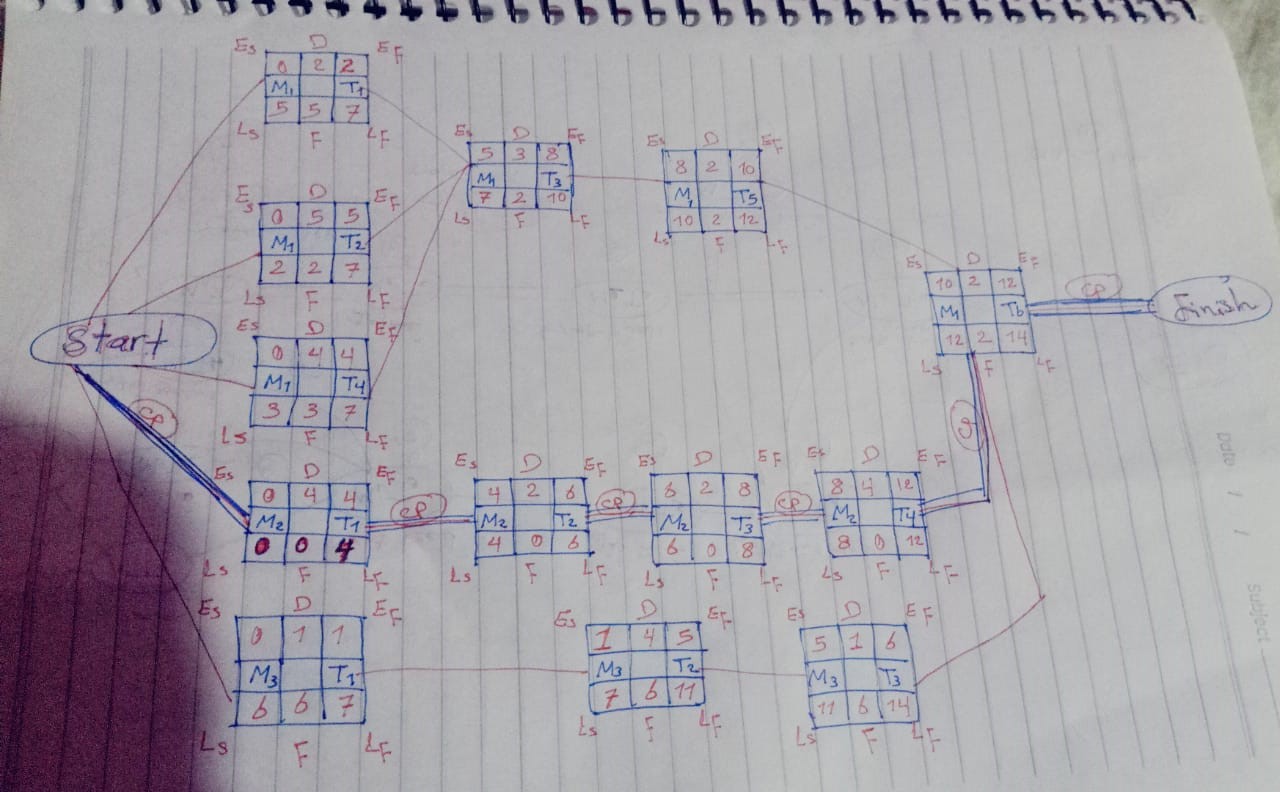 Es D EF
0 2 2
M1 T1
5 5 7
Ls F LF
Es D EF
0 5 5
M1 T2
2 2 7
Ls F LF
Es D EF
5 3 8
M1 T3
7 2 10
Ls F LF
Es D EF
8 2 10
M1 T5
10 2 12
Ls F LF
Start
Es D EF
0 4 4
M1 T4
3 3 7
Ls F LF
Es D EF
10 2 12
M1 T6
12 2 14
Ls F LF
CP
Finish
CP
CP
Es D EF
0 4 4
M2 T1
0 0 4
Ls F LF
CP
Es D EF
4 2 6
M2 T2
4 0 6
Ls F LF
CP
Es D EF
6 2 8
M2 T3
6 0 8
Ls F LF
CP
Es D EF
8 4 12
M2 T4
8 0 12
Ls F LF
Es D EF
0 1 1
M3 T1
6 6 7
Ls F LF
Es D EF
1 4 5
M3 T2
7 6 11
Ls F LF
Es D EF
5 1 6
M3 T3
11 6 14
Ls F LF
Date / /
Subject